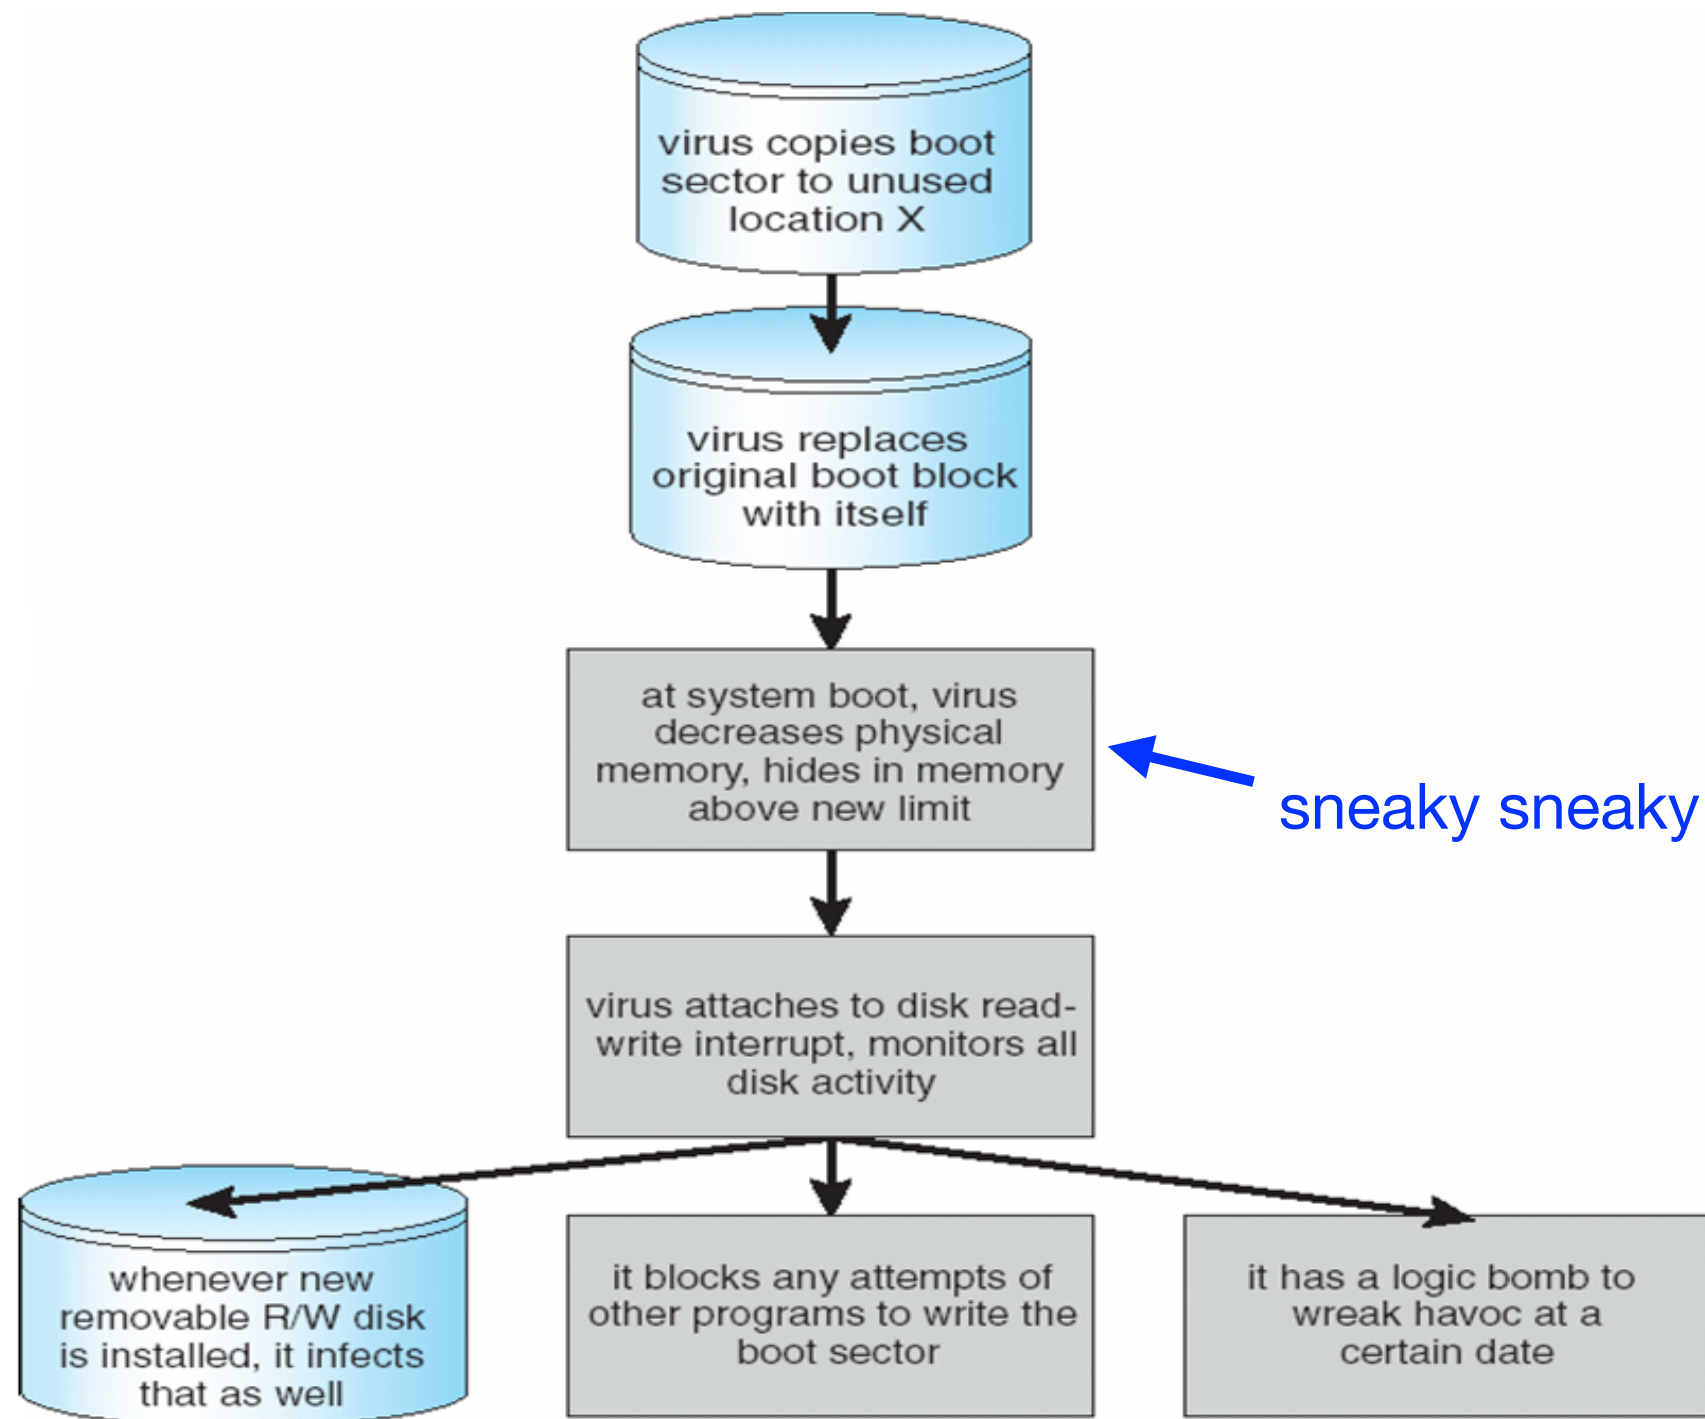 virus copies boot
sector to unused
location X
virus replaces
original boot block
with itself
at system boot, virus
decreases physical
memory, hides in memory
above new limit
sneaky sneaky
virus attaches to disk read-
write interrupt, monitors all
disk activity
whenever new
removable R/W disk
is installed, it infects
that as well
it blocks any attempts of
other programs to write the
boot sector
it has a logic bomb to
wreak havoc at a
certain date